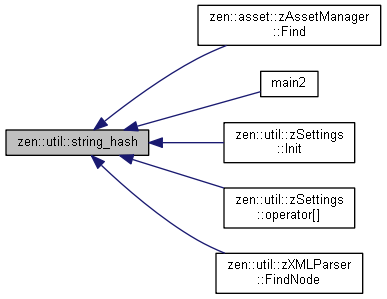 zen::asset::zAssetManager
::Find
main2
zen::util::string_hash
zen::util::zSettings
::Init
zen::util::zSettings
::operator[]
zen::util::zXMLParser
::FindNode